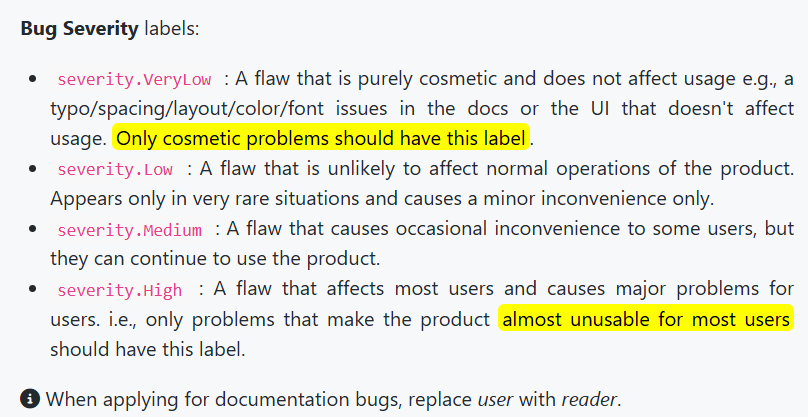 Bug Severity labels:
• severity.VeryLow : A flaw that is purely cosmetic and does not affect usage e.g., a
typo/spacing/layout/color/font issues in the docs or the UI that doesn't affect
usage. Only cosmetic problems should have this label.
• severity.Low : A flaw that is unlikely to affect normal operations of the product.
Appears only in very rare situations and causes a minor inconvenience only.
• severity.Medium : A flaw that causes occasional inconvenience to some users, but
they can continue to use the product.
• severity.High : A flaw that affects most users and causes major problems for
users. i.e., only problems that make the product almost unusable for most users
should have this label.
When applying for documentation bugs, replace user with reader.